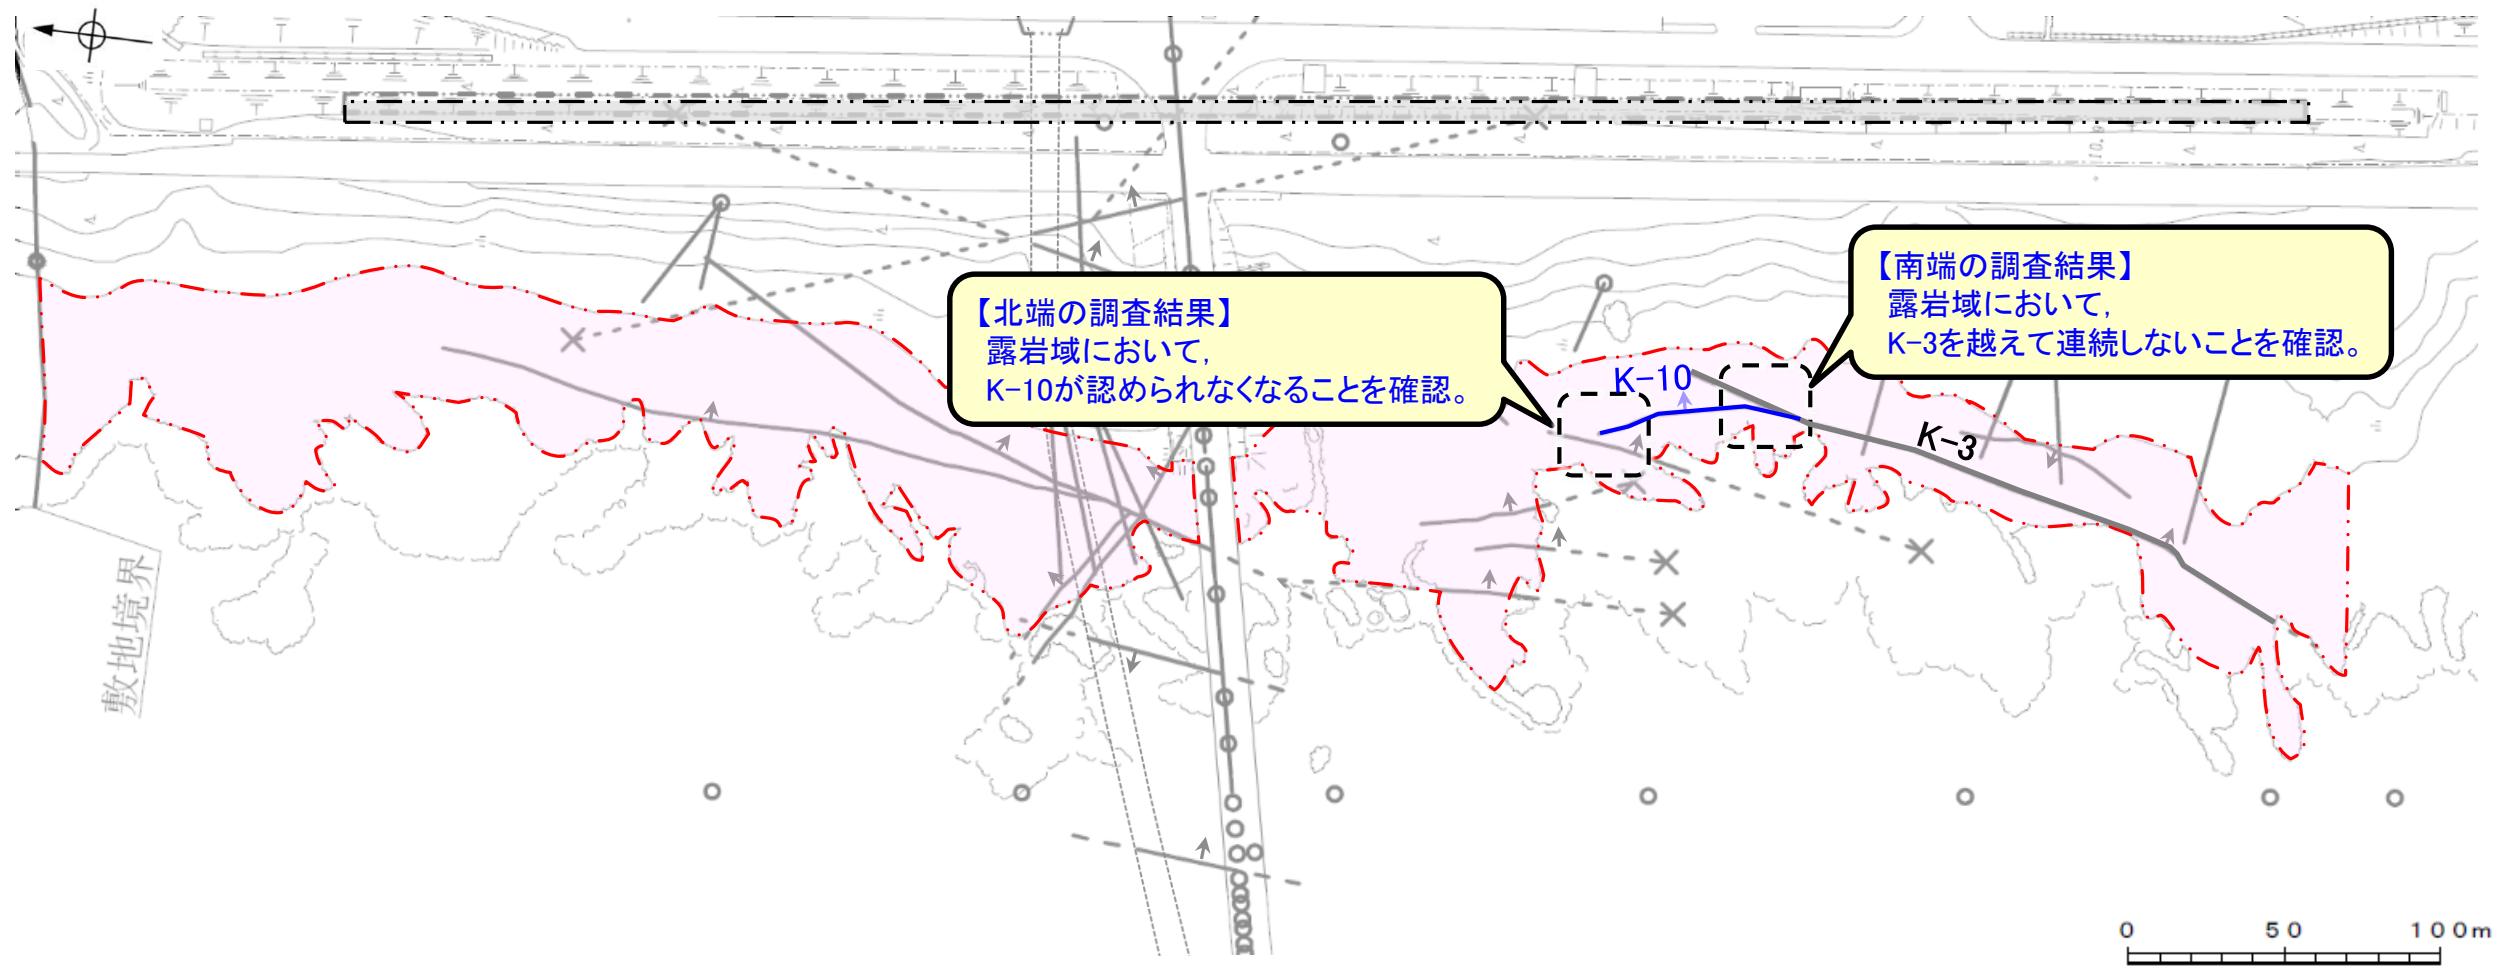 【南端の調査結果】
露岩域において,
K-3を越えて連続しないことを確認。
【北端の調査結果】
露岩域において,
K-10が認められなくなることを確認。
K-10
K-3
敷地境界
0 50 100m